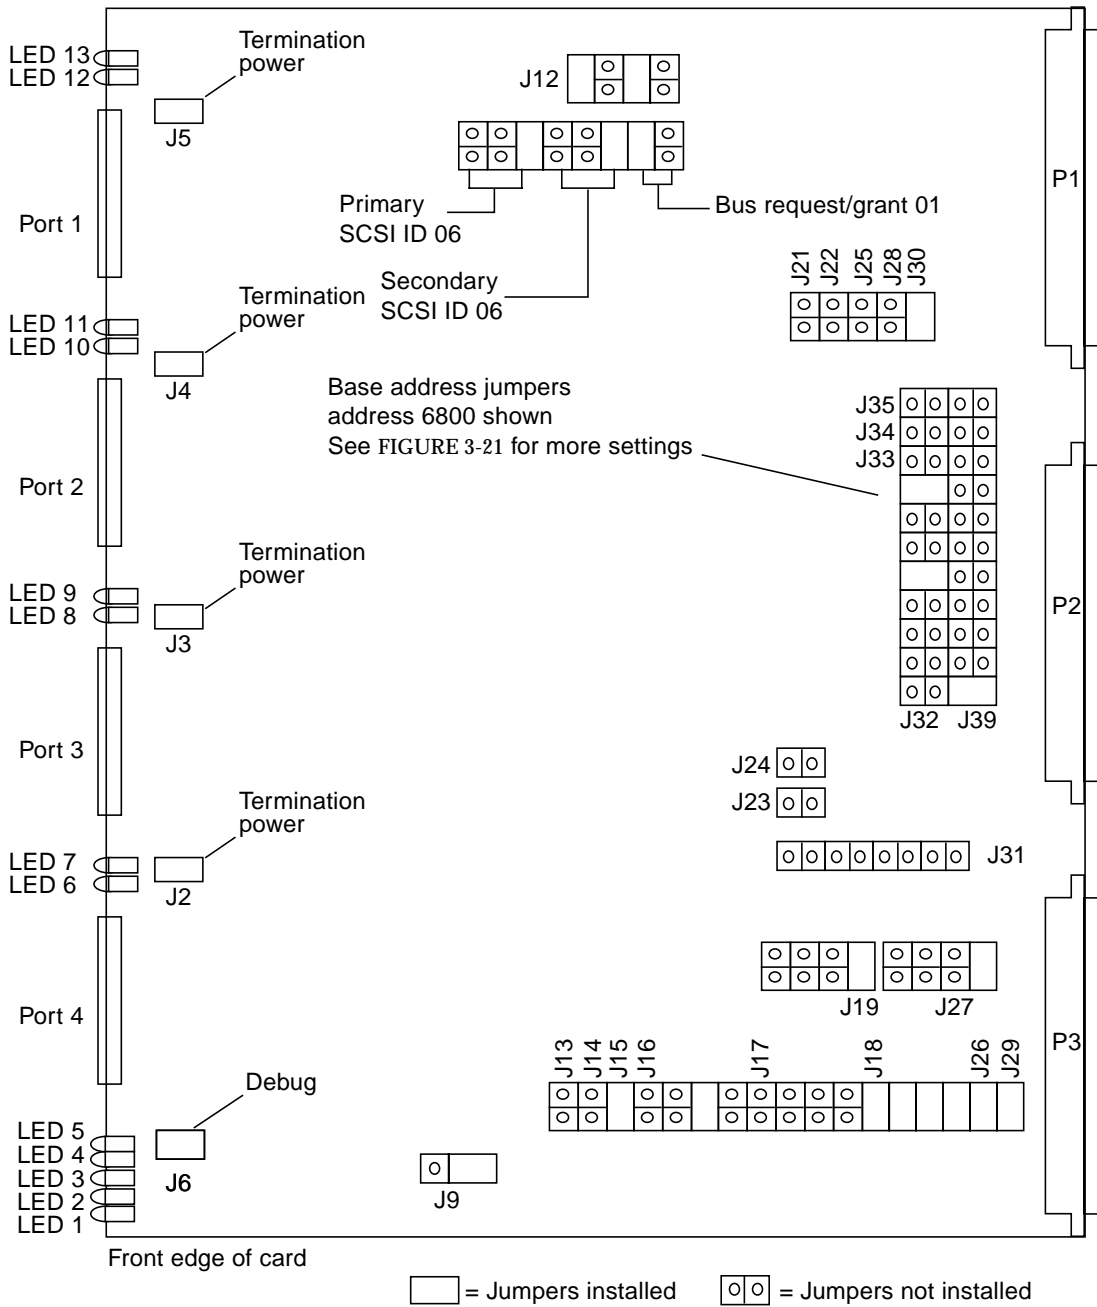 LED 13
LED 12
Termination
power
J5
J12
P1
Port 1
Primary
SCSI ID 06
Bus request/grant 01
Secondary
SCSI ID 06
J21
J22
J25
J28
J30
LED 11
LED 10
Termination
power
J4
Base address jumpers
address 6800 shown
See FIGURE 3-21 for more settings
J35
J34
J33
Port 2
P2
LED 9
LED 8
Termination
power
J3
J32
J39
Port 3
J24
J23
Termination
power
LED 7
LED 6
J2
J31
J19
J27
Port 4
P3
J13
J14
J15
J16
J17
J18
J26
J29
Debug
LED 5
LED 4
LED 3
LED 2
LED 1
J6
J9
Front edge of card
= Jumpers installed
= Jumpers not installed